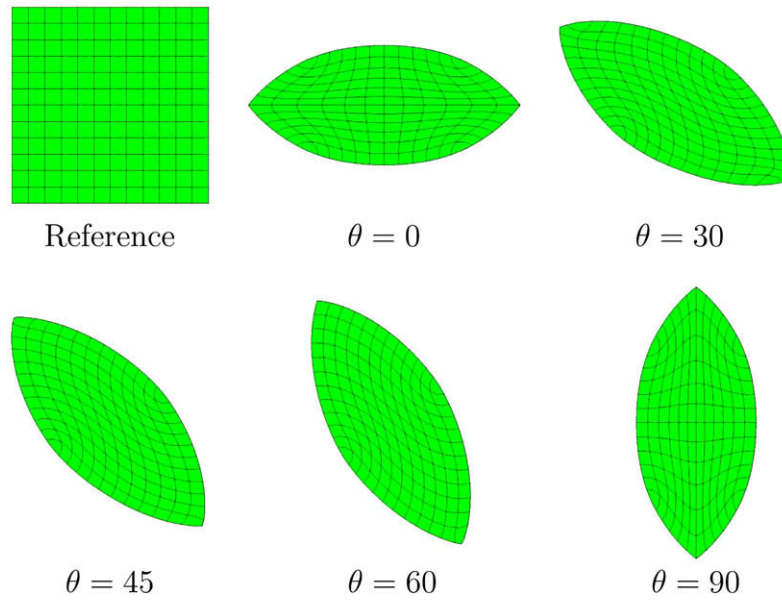 Reference
θ = 0
θ = 30
θ = 45
θ = 60
θ = 90